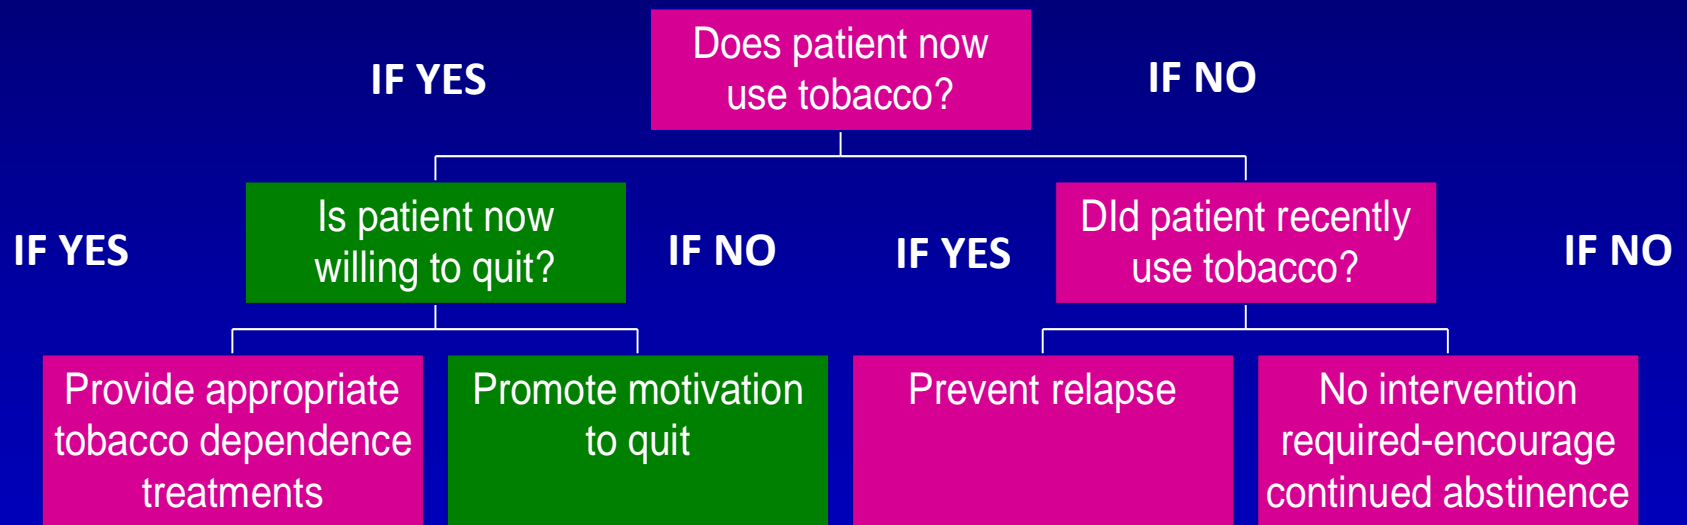 Does patient now
use tobacco?
IF YES
IF NO
Is patient now
willing to quit?
IF YES
IF NO
DId patient recently
use tobacco?
IF YES
IF NO
Provide appropriate
tobacco dependence
treatments
Promote motivation
to quit
Prevent relapse
No intervention
required-encourage
continued abstinence